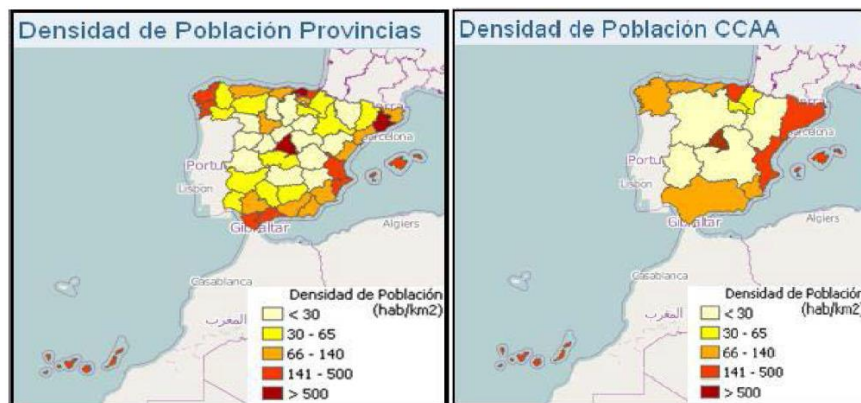 Densidad de Población Provincias
Barcelona
Lisbon
Gibraltar
Algiers
Casablanca
المغرب
Densidad de Población
(hab/km2)
< 30
30 - 65
66 - 140
141 - 500
> 500
Densidad de Población CCAA
Barcelona
Lisbon
Gibraltar
Algiers
Casablanca
المغرب
Densidad de Población
(hab/km2)
< 30
30 - 65
66 - 140
141 - 500
> 500